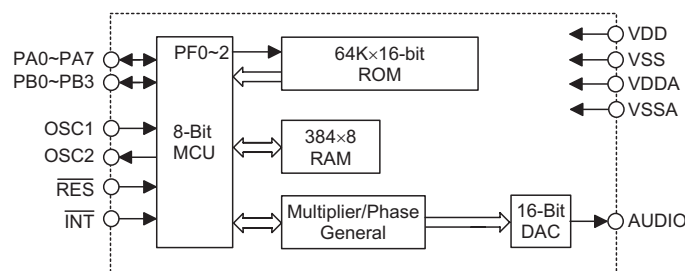 PA0~PA7
PB0~PB3
OSC1
OSC2
RES
INT
PF0~2
8-Bit
MCU
64K×16-bit
ROM
384×8
RAM
Multiplier/Phase
General
16-Bit
DAC
VDD
VSS
VDDA
VSSA
AUDIO